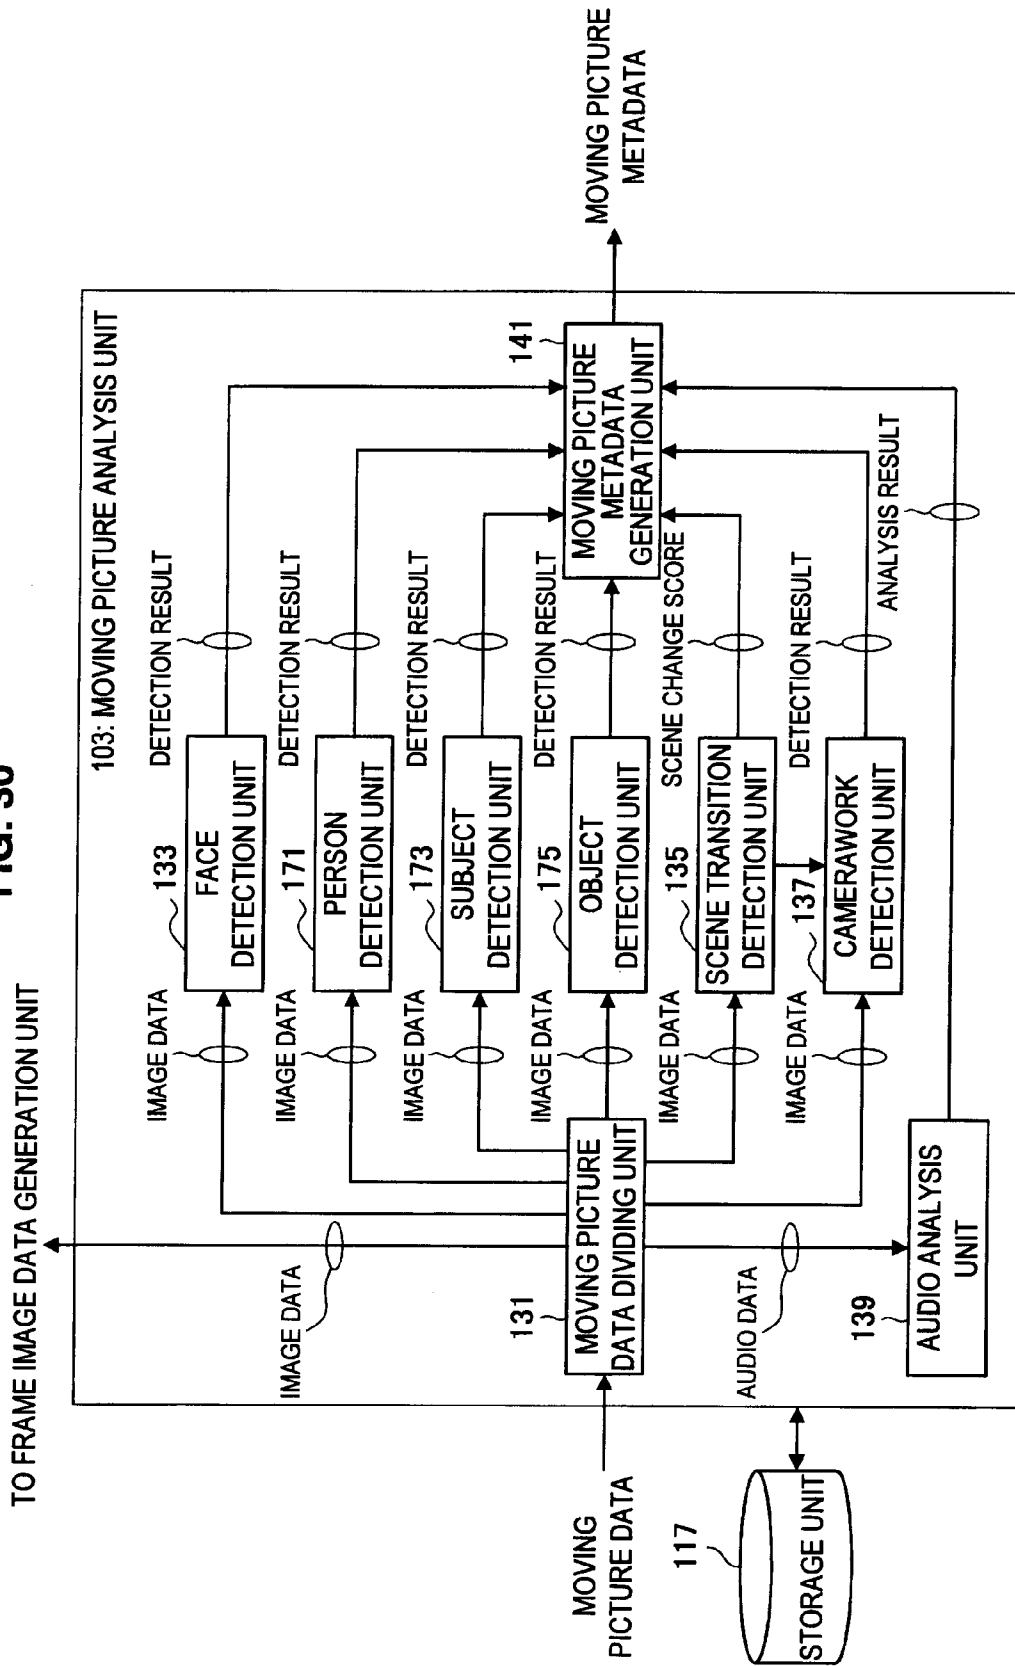 FIG.
TO FRAME IMAGE DATA GENERATION UNIT
103: MOVING PICTURE ANALYSIS UNIT
IMAGE DATA
IMAGE DATA
133
FACE
DETECTION UNIT
DETECTION RESULT
IMAGE DATA
171
PERSON
DETECTION UNIT
DETECTION RESULT
IMAGE DATA
173
SUBJECT
DETECTION UNIT
DETECTION RESULT
MOVING
PICTURE DATA
131
MOVING PICTURE
DATA DIVIDING UNIT
IMAGE DATA
175
OBJECT
DETECTION UNIT
DETECTION RESULT
141
MOVING PICTURE
METADATA
GENERATION UNIT
MOVING PICTURE
METADATA
IMAGE DATA
135
SCENE TRANSITION
DETECTION UNIT
SCENE CHANGE SCORE
117
STORAGE UNIT
AUDIO DATA
IMAGE DATA
137
CAMERAWORK
DETECTION UNIT
DETECTION RESULT
139
AUDIO ANALYSIS
UNIT
ANALYSIS RESULT